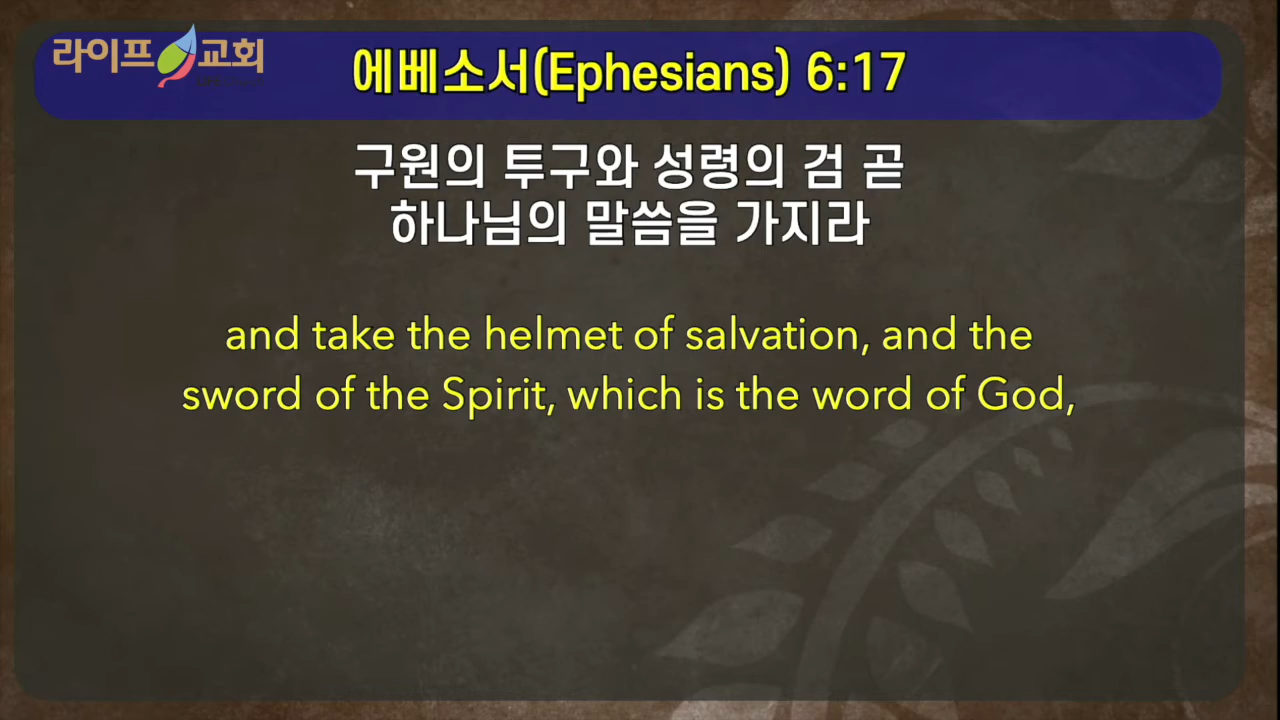 라이프 교회
에베소서(Ephesians) 6:17
구원의 투구와 성령의 검 곧
하나님의 말씀을 가지라
and take the helmet of salvation, and the
sword of the Spirit, which is the word of God,